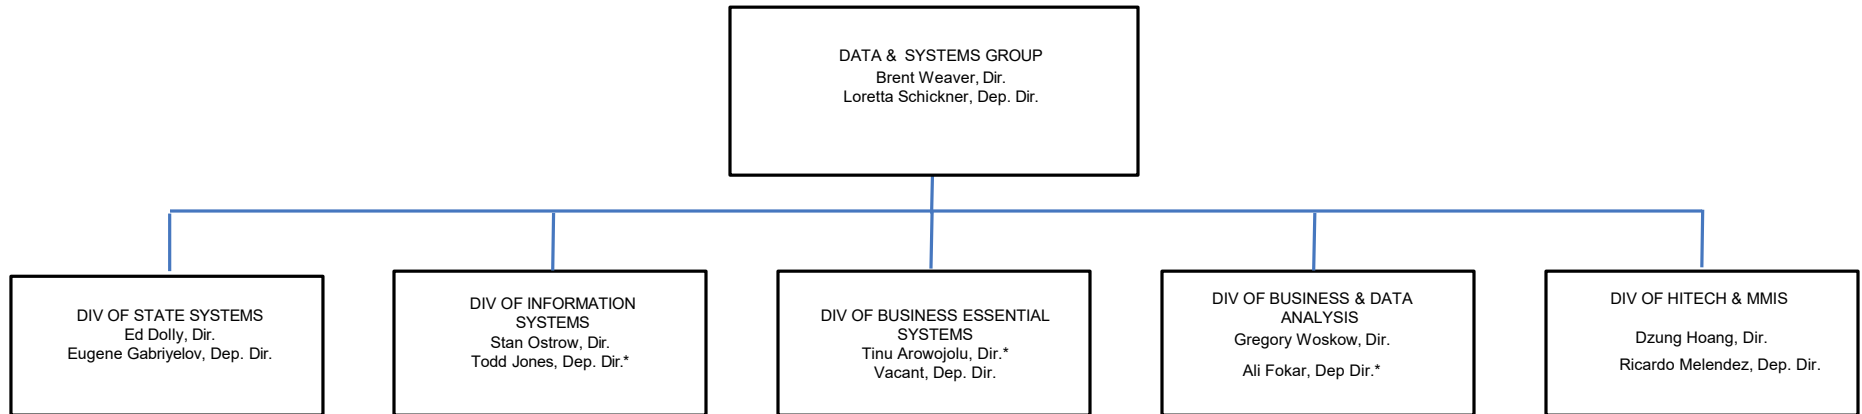 DATA & SYSTEMS GROUP
Brent Weaver, Dir.
Loretta Schickner, Dep. Dir.
DIV OF STATE SYSTEMS
Ed Dolly, Dir.
Eugene Gabriyelov, Dep. Dir.
DIV OF INFORMATION
SYSTEMS
Stan Ostrow, Dir.
Todd Jones, Dep. Dir.*
DIV OF BUSINESS ESSENTIAL
SYSTEMS
Tinu Arowojolu, Dir.*
Vacant, Dep. Dir.
DIV OF BUSINESS & DATA
ANALYSIS
Gregory Woskow, Dir.
Ali Fokar, Dep Dir.*
DIV OF HITECH & MMIS
Dzung Hoang, Dir.
Ricardo Melendez, Dep. Dir.